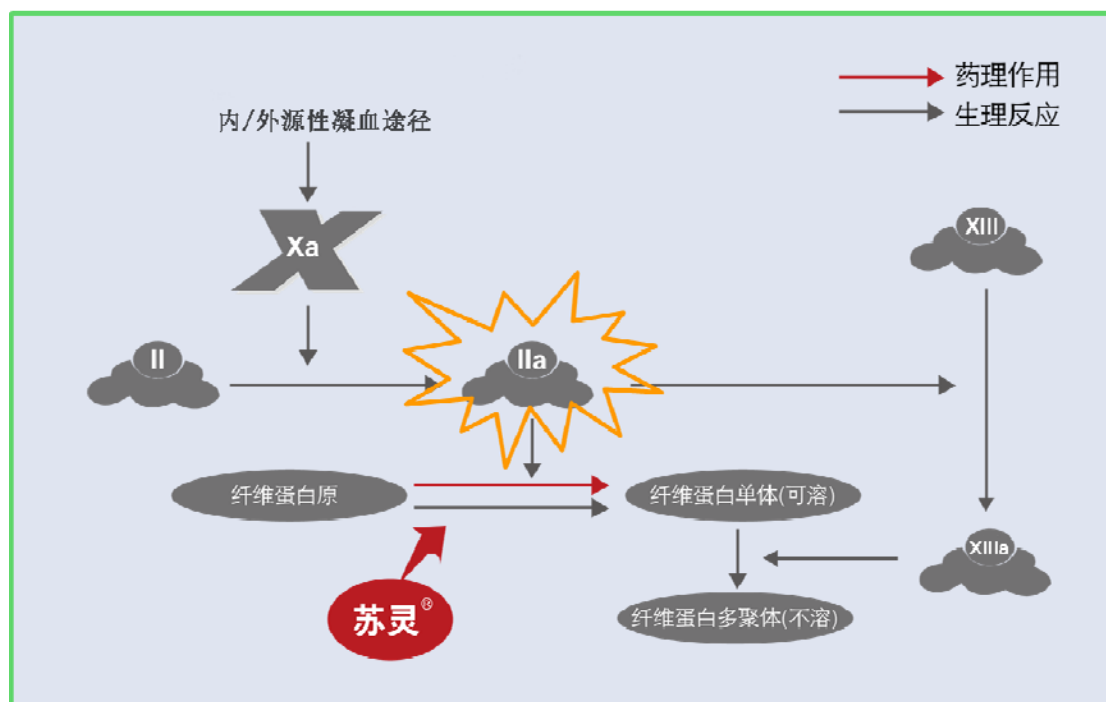 药理作用
生理反应
内/外源性凝血途径
Xa
XIII
II
IIa
纤维蛋白原
纤维蛋白单体(可溶)
XIIIa
苏灵®
纤维蛋白多聚体(不溶)